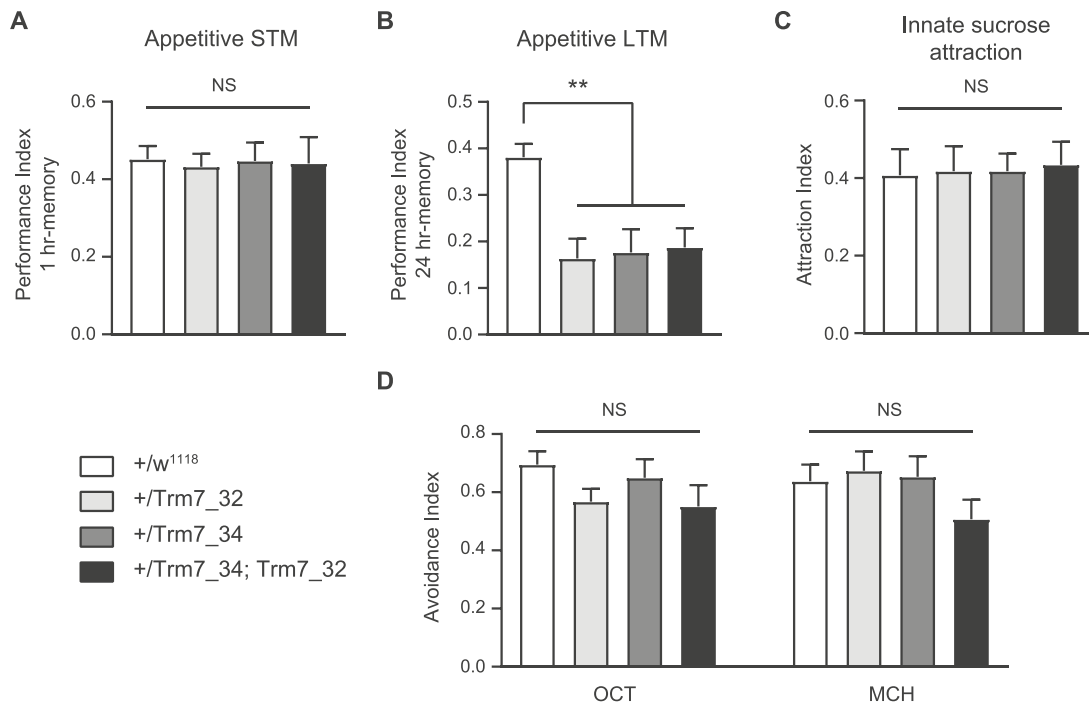 A
Appetitive STM
NS
0.6
0.4
0.2
0.0
Performance Index
1 hr-memory
B
Appetitive LTM
**
0.5
0.4
0.3
0.2
0.1
0.0
Performance Index
24 hr-memory
C
Innate sucrose
attraction
NS
0.6
0.4
0.2
0.0
Attraction Index
+/w¹¹¹⁸
+/Trm7_32
+/Trm7_34
+/Trm7_34; Trm7_32
D
NS
NS
0.8
0.6
0.4
0.2
0.0
Avoidance Index
OCT
MCH